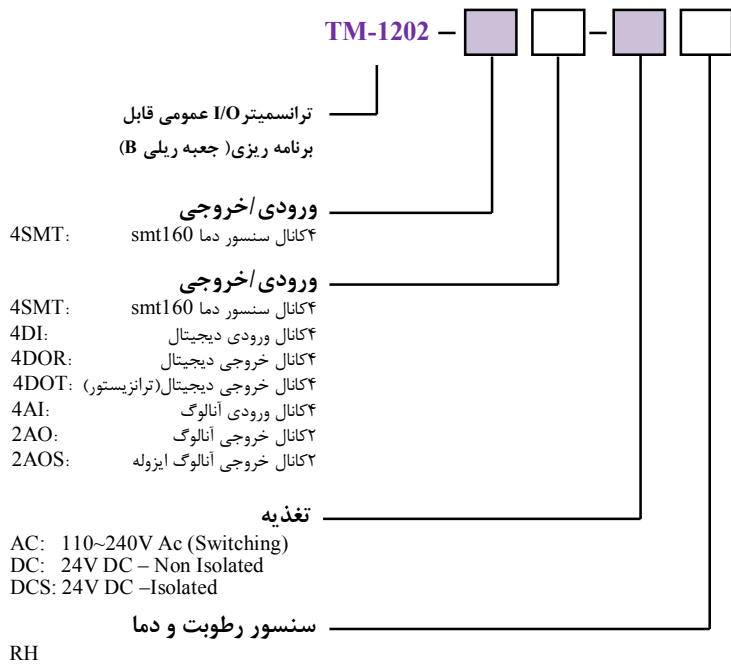 TM-1202 – –
ترانسمیتر I/O عمومی قابل
برنامه ریزی( جعبه ریلی B)
ورودی/خروجی
4SMT: ۴کانال سنسور دما smt160
ورودی/خروجی
4SMT: ۴کانال سنسور دما smt160
4DI: ۴کانال ورودی دیجیتال
4DOR: ۴کانال خروجی دیجیتال
4DOT: ۴کانال خروجی دیجیتال(ترانزیستور)
4AI: ۴کانال ورودی آنالوگ
2AO: ۲کانال خروجی آنالوگ
2AOS: ۲کانال خروجی آنالوگ ایزوله
تغذیه
AC: 110~240V Ac (Switching)
DC: 24V DC – Non Isolated
DCS: 24V DC –Isolated
سنسور رطوبت و دما
RH